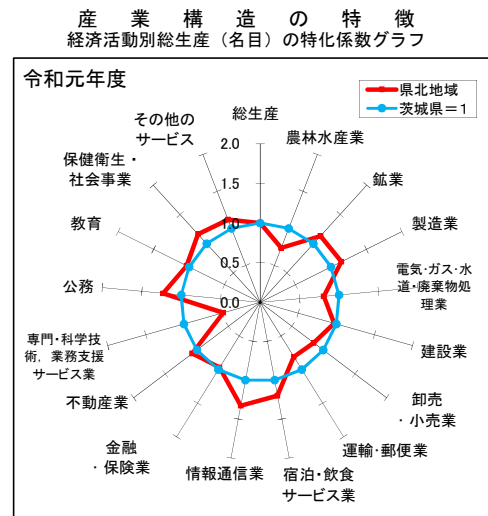 産業構造の特徴
経済活動別総生産（名目）の特化係数グラフ
令和元年度
県北地域
茨城県＝1
総生産
農林水産業
鉱業
製造業
電気・ガス・水
道・廃棄物処
理業
建設業
卸売
・小売業
運輸・郵便業
宿泊・飲食
サービス業
情報通信業
金融
・保険業
不動産業
専門・科学技
術，業務支援
サービス業
公務
教育
保健衛生・
社会事業
その他の
サービス
2.0
1.5
1.0
0.5
0.0